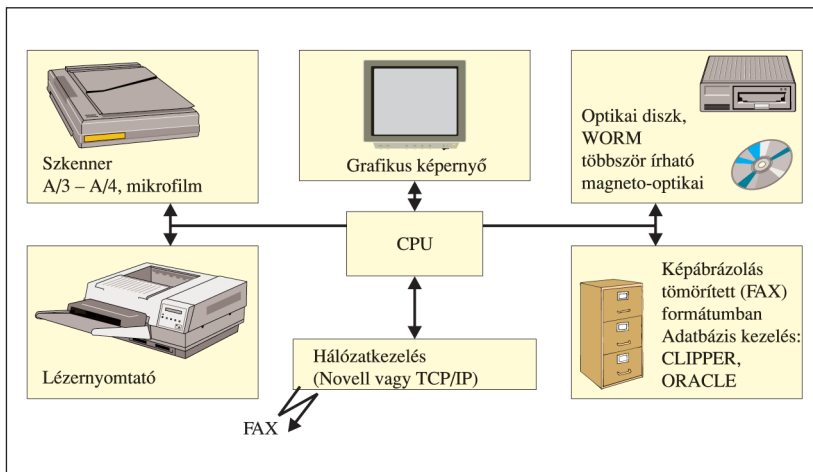 Szkenner
A/3 – A/4, mikrofilm
Grafikus képernyő
Optikai diszk,
WORM
többször írható
magneto-optikai
CPU
Lézernyomtató
Hálózatkezelés
(Novell vagy TCP/IP)
FAX
Képábrázolás
tömörített (FAX)
formátumban
Adatbázis kezelés:
CLIPPER,
ORACLE